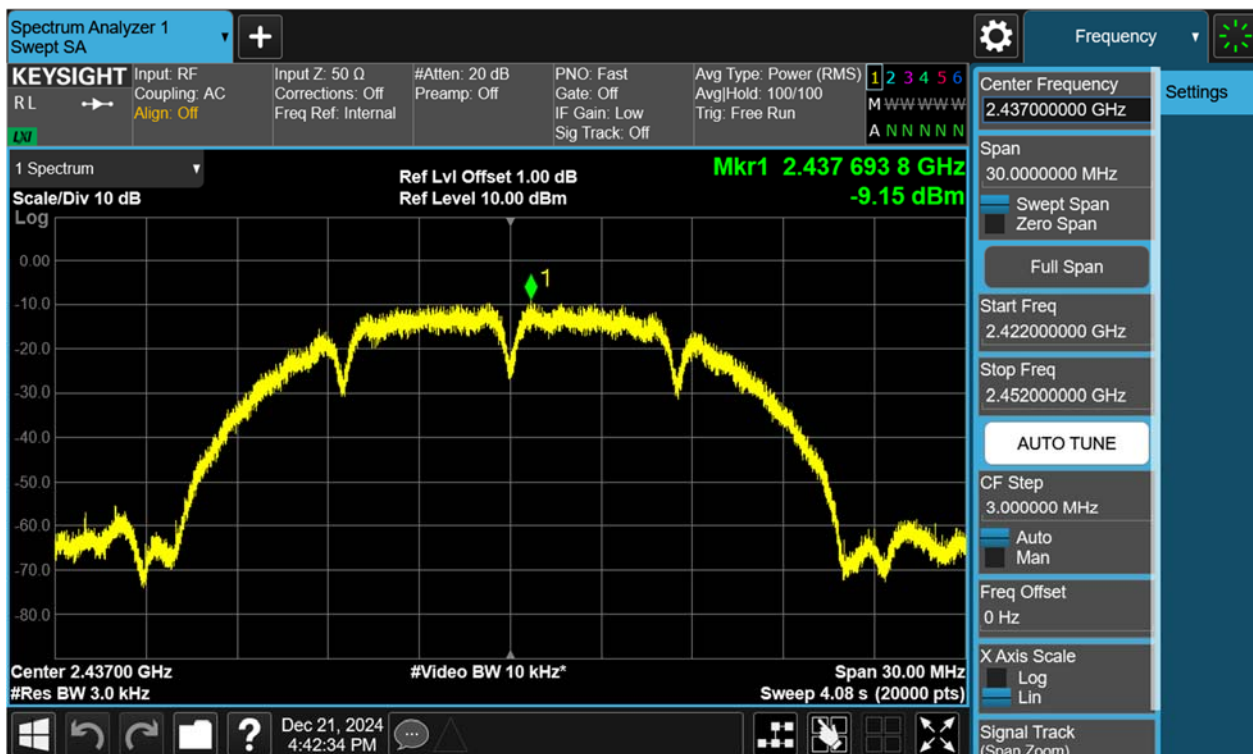 Spectrum Analyzer 1
Swept SA
+
Frequency
KEYSIGHT
R L
LXI
Input: RF
Coupling: AC
Align: Off
Input Z: 50 Ω
Corrections: Off
Freq Ref: Internal
#Atten: 20 dB
Preamp: Off
PNO: Fast
Gate: Off
IF Gain: Low
Sig Track: Off
Avg Type: Power (RMS)
Avg|Hold: 100/100
Trig: Free Run
1 2 3 4 5 6
M W W W W W
A N N N N N
1 Spectrum
Scale/Div 10 dB
Log
Ref Lvl Offset 1.00 dB
Ref Level 10.00 dBm
Mkr1 2.437 693 8 GHz
-9.15 dBm
1
0.00
-10.0
-20.0
-30.0
-40.0
-50.0
-60.0
-70.0
-80.0
Center 2.43700 GHz
#Res BW 3.0 kHz
#Video BW 10 kHz*
Span 30.00 MHz
Sweep 4.08 s (20000 pts)
?
Dec 21, 2024
4:42:34 PM
Center Frequency
2.437000000 GHz
Span
30.0000000 MHz
Swept Span
Zero Span
Full Span
Start Freq
2.422000000 GHz
Stop Freq
2.452000000 GHz
AUTO TUNE
CF Step
3.000000 MHz
Auto
Man
Freq Offset
0 Hz
X Axis Scale
Log
Lin
Signal Track
(Span Zoom)
Settings